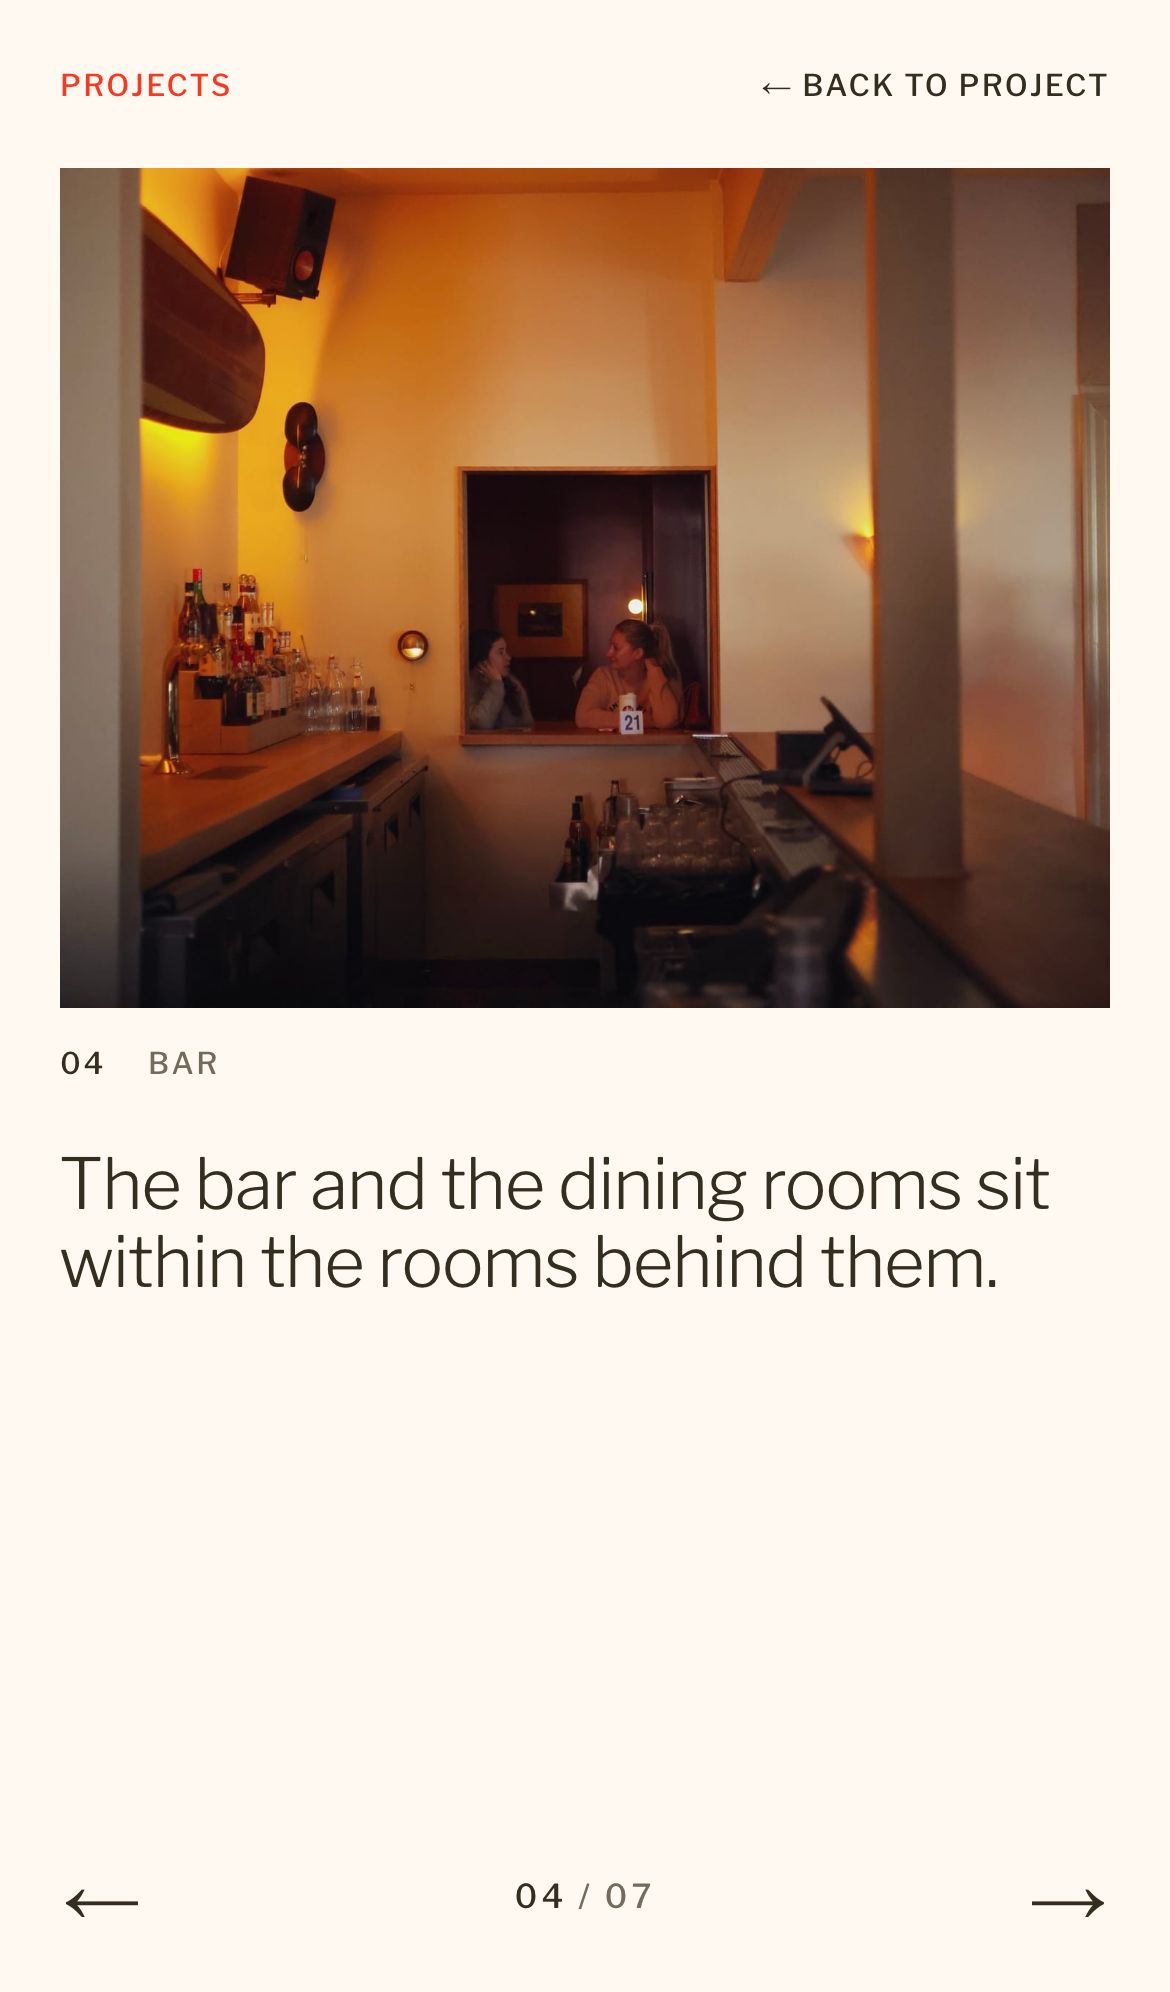 PROJECTS
← BACK TO PROJECT
21
04 BAR
The bar and the dining rooms sit
within the rooms behind them.
← 04 / 07 →